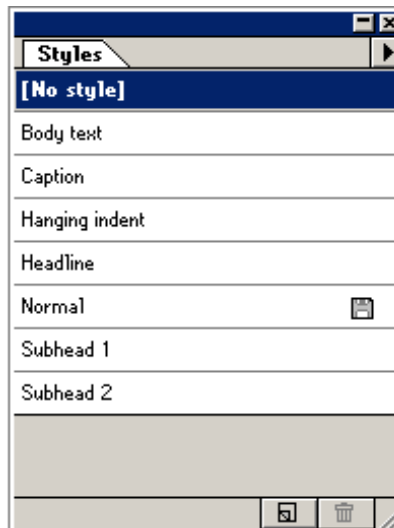 Styles
[No style]
Body text
Caption
Hanging indent
Headline
Normal
Subhead 1
Subhead 2